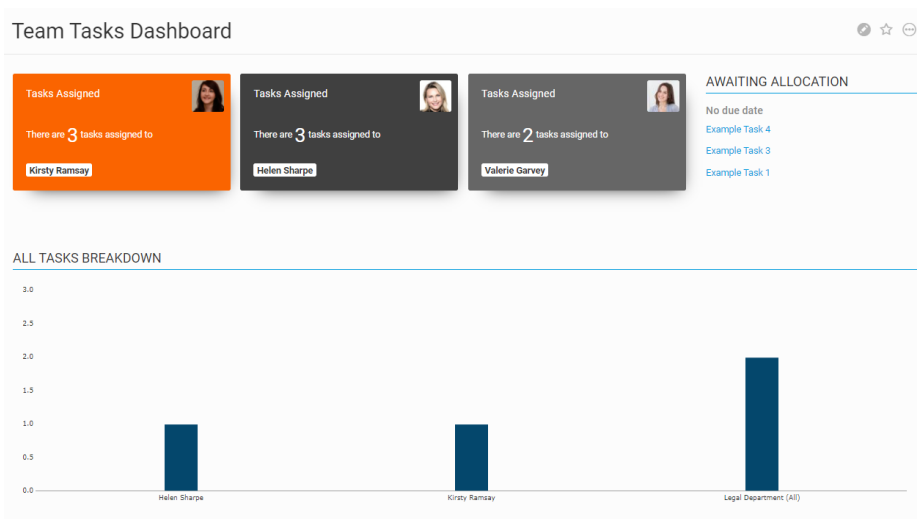 Team Tasks Dashboard
Tasks Assigned
There are 3 tasks assigned to
Kirsty Ramsay
Tasks Assigned
There are 3 tasks assigned to
Helen Sharpe
Tasks Assigned
There are 2 tasks assigned to
Valerie Garvey
AWAITING ALLOCATION
No due date
Example Task 4
Example Task 3
Example Task 1
ALL TASKS BREAKDOWN
3.0
2.5
2.0
1.5
1.0
0.5
0.0
Helen Sharpe
Kirsty Ramsay
Legal Department (All)